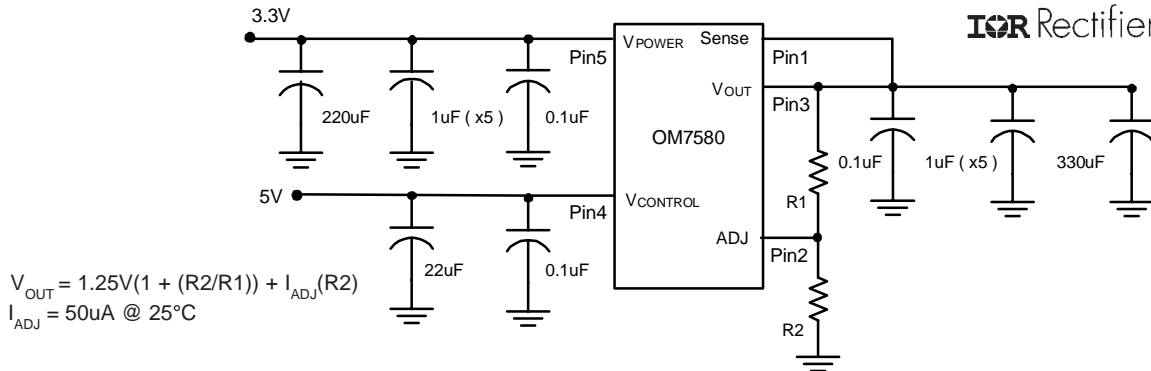 3.3V
IOR Rectifier
VPOWER Sense
Pin5
Pin1
VOUT
Pin3
220uF
1uF ( x5 )
0.1uF
OM7580
0.1uF
1uF ( x5 )
330uF
R1
5V
VCONTROL
Pin4
ADJ
Pin2
22uF
0.1uF
R2
VOUT = 1.25V(1 + (R2/R1)) + IADJ(R2)
IADJ = 50uA @ 25°C